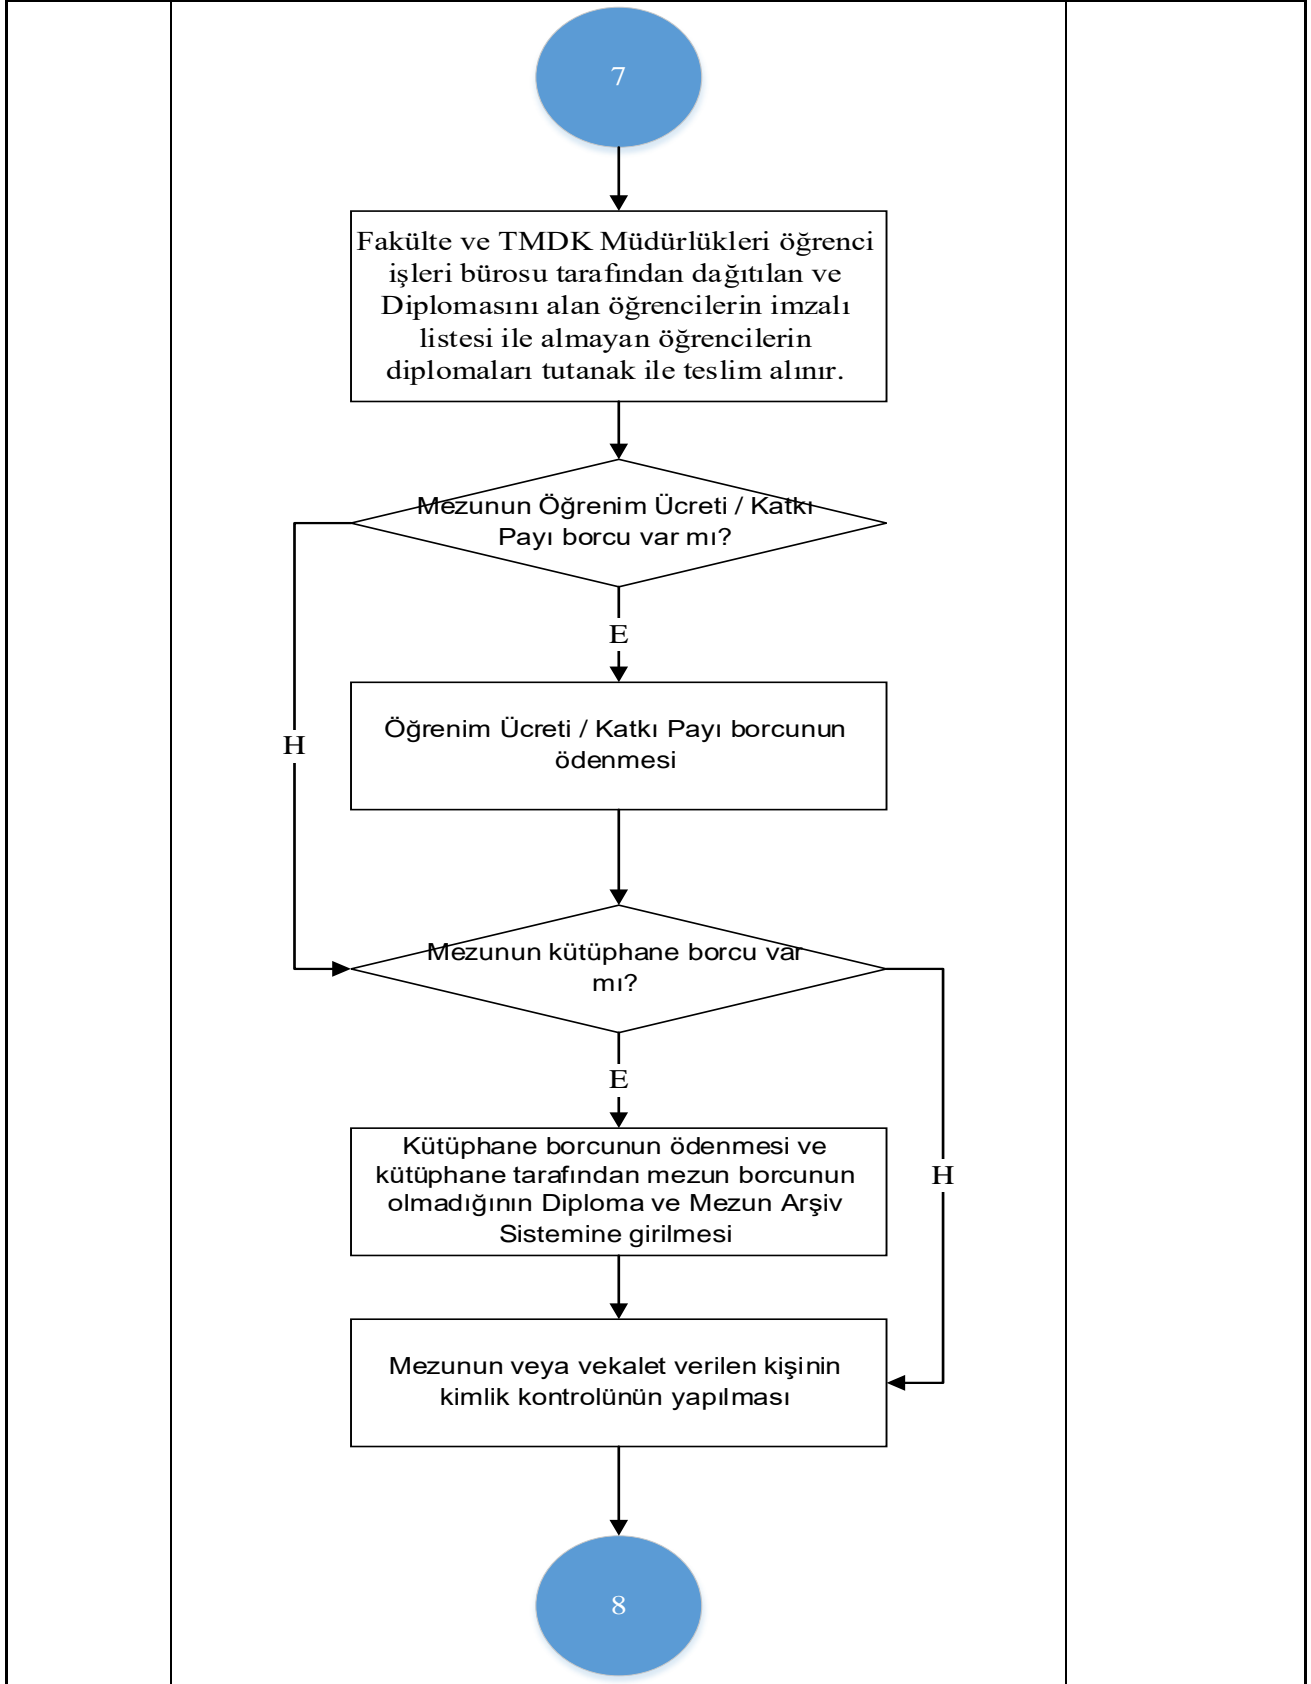 7
Fakülte ve TMDK Müdürlükleri öğrenci
işleri bürosu tarafından dağıtılan ve
Diplomasını alan öğrencilerin imzalı
listesi ile almayan öğrencilerin
diplomaları tutanak ile teslim alınır.
Mezunun Öğrenim Ücreti / Katkı
Payı borcu var mı?
E
Öğrenim Ücreti / Katkı Payı borcunun
ödenmesi
H
Mezunun kütüphane borcu var
mı?
E
Kütüphane borcunun ödenmesi ve
kütüphane tarafından mezun borcunun
olmadığının Diploma ve Mezun Arşiv
Sistemine girilmesi
H
Mezunun veya vekalet verilen kişinin
kimlik kontrolünün yapılması
8